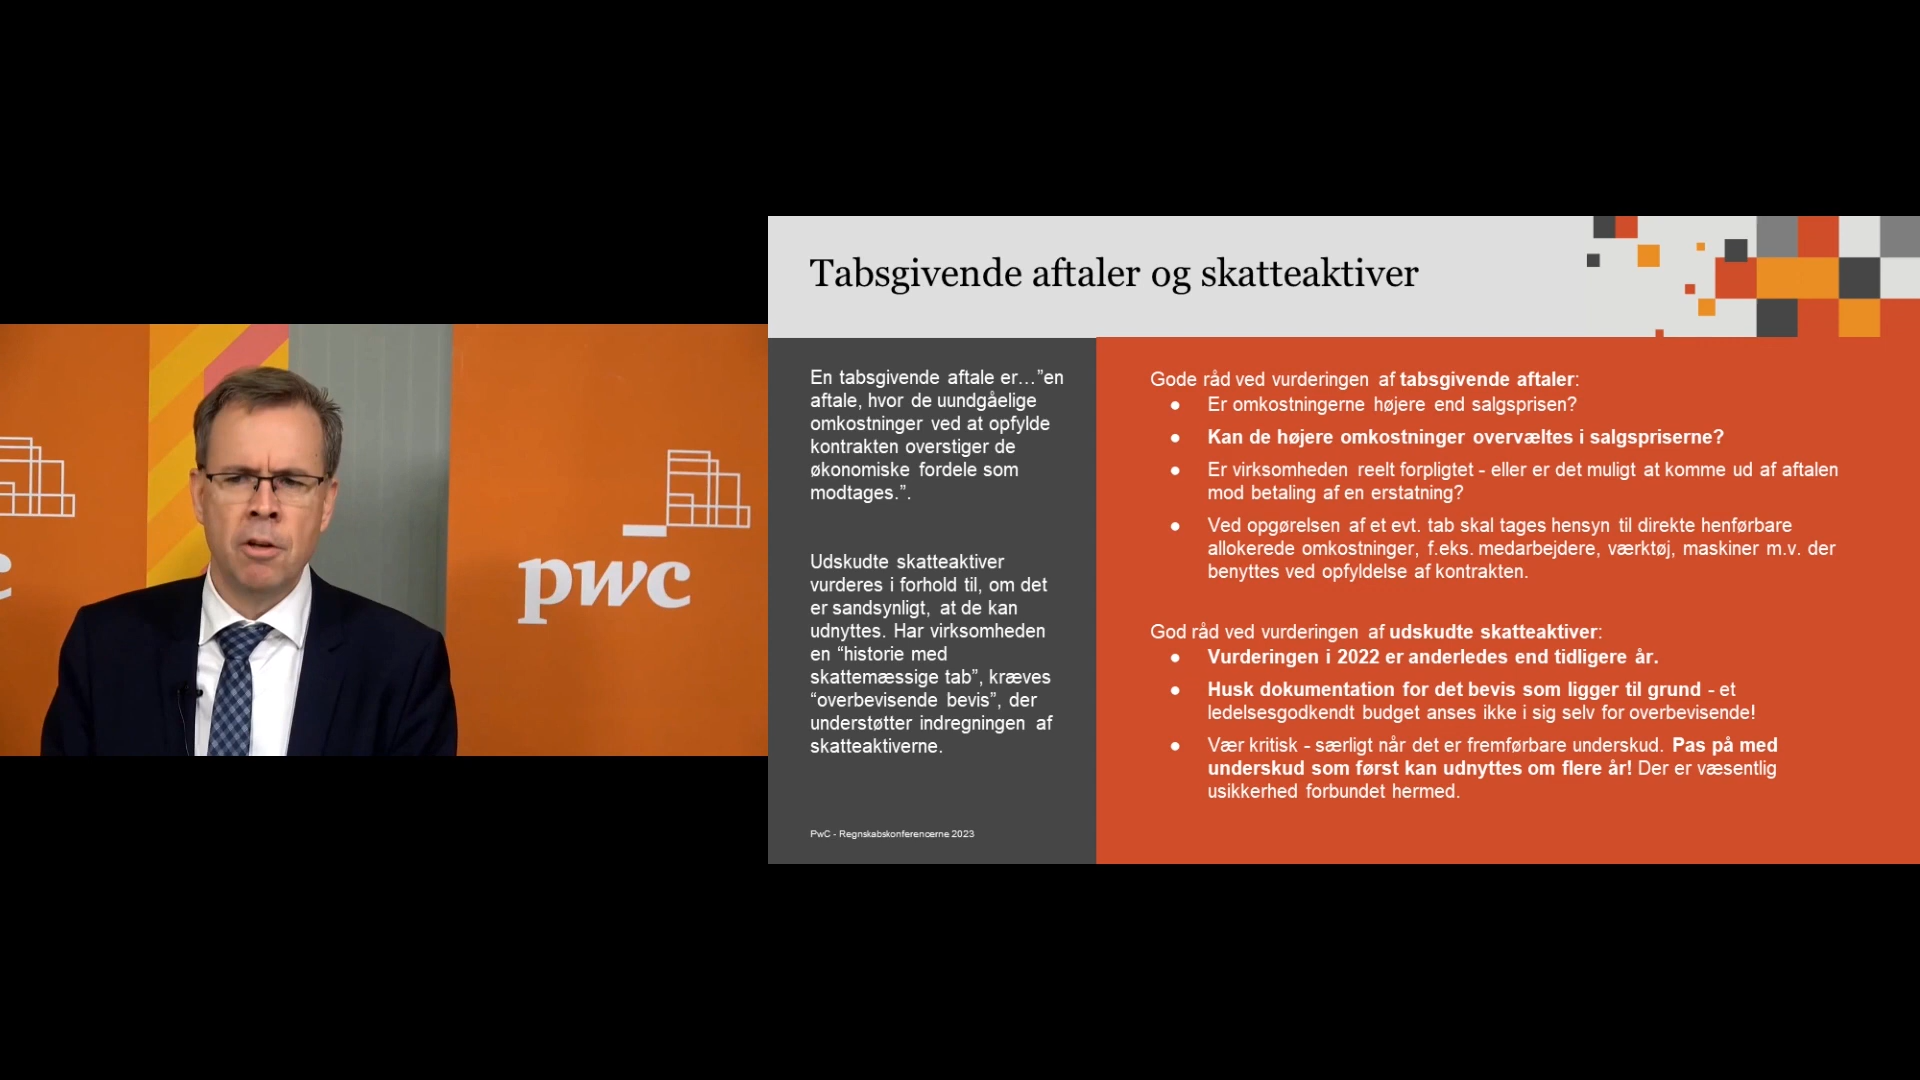 pwc
Tabsgivende aftaler og skatteaktiver
En tabsgivende aftale er…”en
aftale, hvor de uundgåelige
omkostninger ved at opfylde
kontrakten overstiger de
økonomiske fordele som
modtages.”.
Udskudte skatteaktiver
vurderes i forhold til, om det
er sandsynligt, at de kan
udnyttes. Har virksomheden
en “historie med
skattemæssige tab”, kræves
“overbevisende bevis”, der
understøtter indregningen af
skatteaktiverne.
PwC - Regnskabskonferencerne 2023
Gode råd ved vurderingen af tabsgivende aftaler:
● Er omkostningerne højere end salgsprisen?
● Kan de højere omkostninger overvæltes i salgspriserne?
● Er virksomheden reelt forpligtet - eller er det muligt at komme ud af aftalen
mod betaling af en erstatning?
● Ved opgørelsen af et evt. tab skal tages hensyn til direkte henførbare
allokerede omkostninger, f.eks. medarbejdere, værktøj, maskiner m.v. der
benyttes ved opfyldelse af kontrakten.
God råd ved vurderingen af udskudte skatteaktiver:
● Vurderingen i 2022 er anderledes end tidligere år.
● Husk dokumentation for det bevis som ligger til grund - et
ledelsesgodkendt budget anses ikke i sig selv for overbevisende!
● Vær kritisk - særligt når det er fremførbare underskud. Pas på med
underskud som først kan udnyttes om flere år! Der er væsentlig
usikkerhed forbundet hermed.